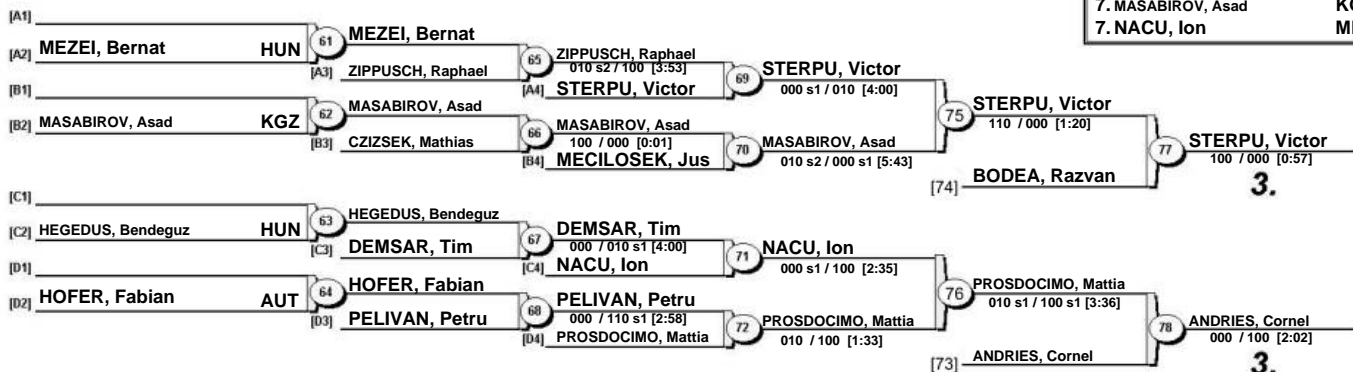 7. MASABIROV, Asad
7. NACU, Ion
[A1]
[A2] MEZEI, Bernat HUN
61
MEZEI, Bernat
[A3] ZIPPUSCH, Raphael
65
ZIPPUSCH, Raphael
010 s2 / 100 [3:53]
[A4] STERPU, Victor
69
STERPU, Victor
000 s1 / 010 [4:00]
[B1]
[B2] MASABIROV, Asad KGZ
62
MASABIROV, Asad
[B3] CZIZSEK, Mathias
66
MASABIROV, Asad
100 / 000 [0:01]
[B4] MECILOSEK, Jus
70
MASABIROV, Asad
010 s2 / 000 s1 [5:43]
75
STERPU, Victor
110 / 000 [1:20]
[74] BODEA, Razvan
77
STERPU, Victor
100 / 000 [0:57]
3.
[C1]
[C2] HEGEDUS, Bendeguz HUN
63
HEGEDUS, Bendeguz
[C3] DEMSAR, Tim
67
DEMSAR, Tim
000 / 010 s1 [4:00]
[C4] NACU, Ion
71
NACU, Ion
000 s1 / 100 [2:35]
[D1]
[D2] HOFER, Fabian AUT
64
HOFER, Fabian
[D3] PELIVAN, Petru
68
PELIVAN, Petru
000 / 110 s1 [2:58]
[D4] PROSDOCIMO, Mattia
72
PROSDOCIMO, Mattia
010 / 100 [1:33]
76
PROSDOCIMO, Mattia
010 s1 / 100 s1 [3:36]
[73] ANDRIES, Cornel
78
ANDRIES, Cornel
000 / 100 [2:02]
3.